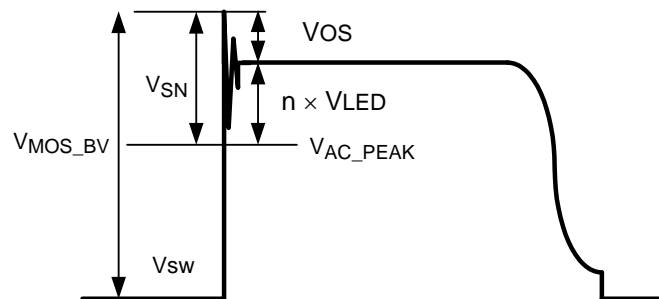 VOS
VSN
n × VLED
VMOS_BV
VAC_PEAK
Vsw